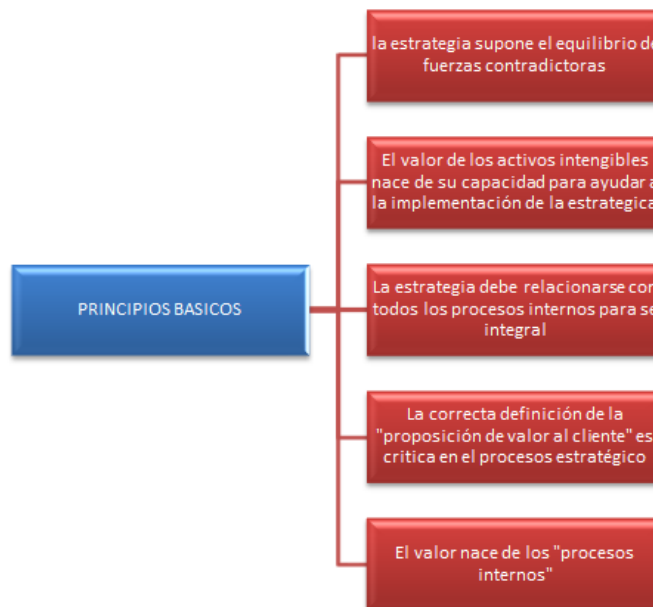 PRINCIPIOS BASICOS
la estrategia supone el equilibrio de
fuerzas contradictoras
El valor de los activos intengibles
nace de su capacidad para ayudar a
la implementación de la estrategica
La estrategia debe relacionarse con
todos los procesos internos para se
integral
La correcta definición de la
"proposición de valor al cliente" es
critica en el procesos estratégico
El valor nace de los "procesos
internos"